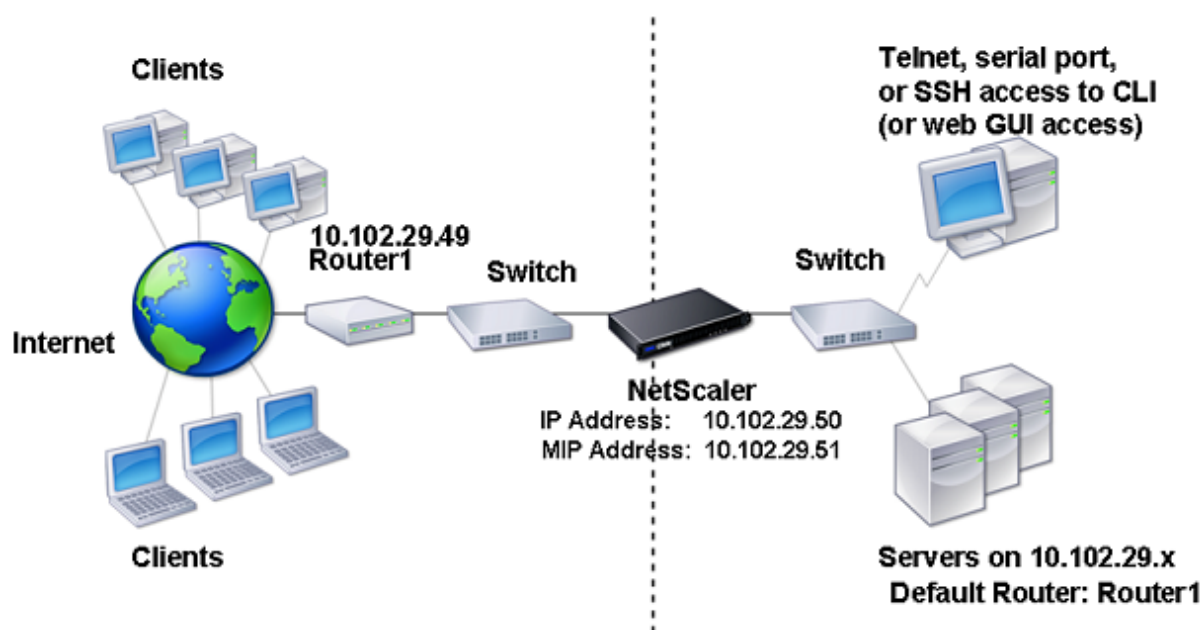 Clients
Telnet, serial port,
or SSH access to CLI
(or web GUI access)
10.102.29.49
Router1
Switch
Switch
Internet
NetScaler
IP Address: 10.102.29.50
MIP Address: 10.102.29.51
Clients
Servers on 10.102.29.x
Default Router: Router1